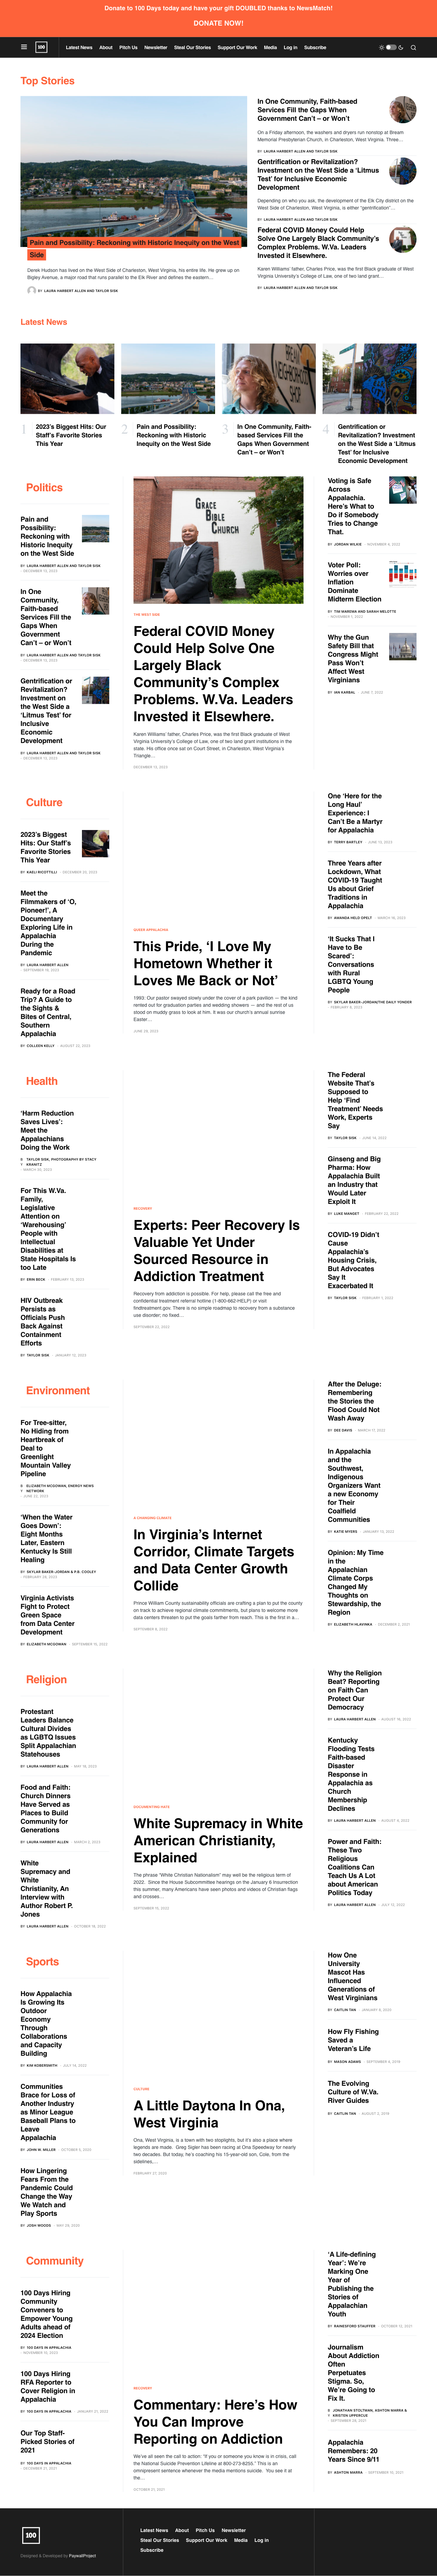 Donate to 100 Days today and have your gift DOUBLED thanks to NewsMatch!
DONATE NOW!
100
Latest News About Pitch Us Newsletter Steal Our Stories Support Our Work Media Log in Subscribe
Top Stories
Pain and Possibility: Reckoning with Historic Inequity on the West
Side
Derek Hudson has lived on the West Side of Charleston, West Virginia, his entire life. He grew up on
Bigley Avenue, a major road that runs parallel to the Elk River and defines the eastern…
BY LAURA HARBERT ALLEN AND TAYLOR SISK
In One Community, Faith-based
Services Fill the Gaps When
Government Can't – or Won't
On a Friday afternoon, the washers and dryers run nonstop at Bream
Memorial Presbyterian Church, in Charleston, West Virginia. Three…
BY LAURA HARBERT ALLEN AND TAYLOR SISK
Gentrification or Revitalization?
Investment on the West Side a 'Litmus
Test' for Inclusive Economic
Development
Depending on who you ask, the development of the Elk City district on the
West Side of Charleston, West Virginia, is either "gentrification"…
BY LAURA HARBERT ALLEN AND TAYLOR SISK
Federal COVID Money Could Help
Solve One Largely Black Community's
Complex Problems. W.Va. Leaders
Invested it Elsewhere.
Karen Williams' father, Charles Price, was the first Black graduate of West
Virginia University's College of Law, one of two land grant…
BY LAURA HARBERT ALLEN AND TAYLOR SISK
Latest News
1
2023's Biggest Hits: Our
Staff's Favorite Stories
This Year
2
Pain and Possibility:
Reckoning with Historic
Inequity on the West Side
3
In One Community, Faith-
based Services Fill the
Gaps When Government
Can't – or Won't
4
Gentrification or
Revitalization? Investment
on the West Side a 'Litmus
Test' for Inclusive
Economic Development
Politics
Pain and
Possibility:
Reckoning with
Historic Inequity
on the West Side
BY LAURA HARBERT ALLEN AND TAYLOR SISK
· DECEMBER 13, 2023
In One
Community,
Faith-based
Services Fill the
Gaps When
Government
Can't – or Won't
BY LAURA HARBERT ALLEN AND TAYLOR SISK
· DECEMBER 13, 2023
Gentrification or
Revitalization?
Investment on
the West Side a
'Litmus Test' for
Inclusive
Economic
Development
BY LAURA HARBERT ALLEN AND TAYLOR SISK
· DECEMBER 13, 2023
GRACE
BIBLE
CHURCH
THE WEST SIDE
Federal COVID Money
Could Help Solve One
Largely Black
Community's Complex
Problems. W.Va. Leaders
Invested it Elsewhere.
Karen Williams' father, Charles Price, was the first Black graduate of West
Virginia University's College of Law, one of two land grant institutions in the
state. His office once sat on Court Street, in Charleston, West Virginia's
Triangle…
DECEMBER 13, 2023
Voting is Safe
Across
Appalachia.
Here's What to
Do if Somebody
Tries to Change
That.
BY JORDAN WILKIE · NOVEMBER 8, 2022
Voter Poll:
Worries over
Inflation
Dominate
Midterm Election
BY TIM MAREMA AND SARAH MELOTTE
· NOVEMBER 1, 2022
Why the Gun
Safety Bill that
Congress Might
Pass Won't
Affect West
Virginians
BY IAN KARBAL · JUNE 7, 2022
Culture
2023's Biggest
Hits: Our Staff's
Favorite Stories
This Year
BY KAELI RICOTTILLI · DECEMBER 20, 2023
Meet the
Filmmakers of 'O,
Pioneer!', A
Documentary
Exploring Life in
Appalachia
During the
Pandemic
BY LAURA HARBERT ALLEN
· SEPTEMBER 18, 2023
Ready for a Road
Trip? A Guide to
the Sights &
Bites of Central,
Southern
Appalachia
BY COLLEEN KELLY · AUGUST 22, 2023
QUEER APPALACHIA
This Pride, 'I Love My
Hometown Whether it
Loves Me Back or Not'
1993: Our pastor swayed slowly under the cover of a park pavilion — the kind
rented out for graduation parties and wedding showers — and the rest of us
stood on muddy grass to look at him. It was our church's annual sunrise
Easter…
JUNE 28, 2023
One 'Here for the
Long Haul'
Experience: I
Can't Be a Martyr
for Appalachia
BY TERRY BARTLEY · JUNE 13, 2023
Three Years after
Lockdown, What
COVID-19 Taught
Us about Grief
Traditions in
Appalachia
BY AMANDA HELD OPELT · MARCH 16, 2023
'It Sucks That I
Have to Be
Scared':
Conversations
with Rural
LGBTQ Young
People
BY SKYLAR BAKER-JORDAN/THE DAILY YONDER
· FEBRUARY 9, 2023
Health
'Harm Reduction
Saves Lives':
Meet the
Appalachians
Doing the Work
BY TAYLOR SISK, PHOTOGRAPHY BY STACY
KRANITZ
· MARCH 20, 2023
For This W.Va.
Family,
Legislative
Attention on
'Warehousing'
People with
Intellectual
Disabilities at
State Hospitals Is
too Late
BY ERIN BECK · FEBRUARY 13, 2023
HIV Outbreak
Persists as
Officials Push
Back Against
Containment
Efforts
BY TAYLOR SISK · JANUARY 12, 2023
RECOVERY
Experts: Peer Recovery Is
Valuable Yet Under
Sourced Resource in
Addiction Treatment
Recovery from addiction is possible. For help, please call the free and
confidential treatment referral hotline (1-800-662-HELP) or visit
findtreatment.gov. There is no simple roadmap to recovery from a substance
use disorder; no fixed…
SEPTEMBER 22, 2022
The Federal
Website That's
Supposed to
Help 'Find
Treatment' Needs
Work, Experts
Say
BY TAYLOR SISK · JUNE 14, 2022
Ginseng and Big
Pharma: How
Appalachia Built
an Industry that
Would Later
Exploit It
BY LUKE MANGET · FEBRUARY 22, 2022
COVID-19 Didn't
Cause
Appalachia's
Housing Crisis,
But Advocates
Say It
Exacerbated It
BY TAYLOR SISK · FEBRUARY 1, 2022
Environment
For Tree-sitter,
No Hiding from
Heartbreak of
Deal to
Greenlight
Mountain Valley
Pipeline
BY ELIZABETH MCGOWAN, ENERGY NEWS
NETWORK
· JUNE 22, 2023
'When the Water
Goes Down':
Eight Months
Later, Eastern
Kentucky Is Still
Healing
BY SKYLAR BAKER-JORDAN & P.B. COOLEY
· FEBRUARY 28, 2023
Virginia Activists
Fight to Protect
Green Space
from Data Center
Development
BY ELIZABETH MCGOWAN · SEPTEMBER 15, 2022
A CHANGING CLIMATE
In Virginia's Internet
Corridor, Climate Targets
and Data Center Growth
Collide
Prince William County sustainability officials are crafting a plan to put the county
on track to achieve regional climate commitments, but plans to welcome more
data centers threaten to put the goals farther from reach. This is the first in a…
SEPTEMBER 9, 2022
After the Deluge:
Remembering
the Stories the
Flood Could Not
Wash Away
BY DEE DAVIS · MARCH 17, 2022
In Appalachia
and the
Southwest,
Indigenous
Organizers Want
a new Economy
for Their
Coalfield
Communities
BY KATIE MYERS · JANUARY 13, 2022
Opinion: My Time
in the
Appalachian
Climate Corps
Changed My
Thoughts on
Stewardship, the
Region
BY ELIZABETH HLAVINKA · DECEMBER 7, 2021
Religion
Protestant
Leaders Balance
Cultural Divides
as LGBTQ Issues
Split Appalachian
Statehouses
BY LAURA HARBERT ALLEN · MAY 18, 2023
Food and Faith:
Church Dinners
Have Served as
Places to Build
Community for
Generations
BY LAURA HARBERT ALLEN · MARCH 2, 2023
White
Supremacy and
White
Christianity, An
Interview with
Author Robert P.
Jones
BY LAURA HARBERT ALLEN · OCTOBER 18, 2022
DOCUMENTING HATE
White Supremacy in White
American Christianity,
Explained
The phrase "White Christian Nationalism" may well be the religious term of
2022.  Since the House Subcommittee hearings on the January 6 Insurrection
this summer, many Americans have seen photos and videos of Christian flags
and crosses…
SEPTEMBER 15, 2022
Why the Religion
Beat? Reporting
on Faith Can
Protect Our
Democracy
BY LAURA HARBERT ALLEN · AUGUST 18, 2022
Kentucky
Flooding Tests
Faith-based
Disaster
Response in
Appalachia as
Church
Membership
Declines
BY LAURA HARBERT ALLEN · AUGUST 9, 2022
Power and Faith:
These Two
Religious
Coalitions Can
Teach Us A Lot
about American
Politics Today
BY LAURA HARBERT ALLEN · JULY 12, 2022
Sports
How Appalachia
Is Growing Its
Outdoor
Economy
Through
Collaborations
and Capacity
Building
BY KIM KOBERSMITH · JULY 14, 2022
Communities
Brace for Loss of
Another Industry
as Minor League
Baseball Plans to
Leave
Appalachia
BY JOHN W. MILLER · OCTOBER 5, 2020
How Lingering
Fears From the
Pandemic Could
Change the Way
We Watch and
Play Sports
BY JOSH WOODS · MAY 29, 2020
CULTURE
A Little Daytona In Ona,
West Virginia
Ona, West Virginia, is a town with two stoplights, but it's also a place where
legends are made.  Greg Sigler has been racing at Ona Speedway for nearly
two decades. But today, he's coaching his 15-year-old son, Cole, from the
sidelines,…
FEBRUARY 27, 2020
How One
University
Mascot Has
Influenced
Generations of
West Virginians
BY CAITLIN TAN · JANUARY 8, 2020
How Fly Fishing
Saved a
Veteran's Life
BY MASON ADAMS · SEPTEMBER 6, 2019
The Evolving
Culture of W.Va.
River Guides
BY CAITLIN TAN · AUGUST 2, 2019
Community
100 Days Hiring
Community
Conveners to
Empower Young
Adults ahead of
2024 Election
BY 100 DAYS IN APPALACHIA
· NOVEMBER 10, 2023
100 Days Hiring
RFA Reporter to
Cover Religion in
Appalachia
BY 100 DAYS IN APPALACHIA · JANUARY 27, 2022
Our Top Staff-
Picked Stories of
2021
BY 100 DAYS IN APPALACHIA
· DECEMBER 21, 2021
RECOVERY
Commentary: Here's How
You Can Improve
Reporting on Addiction
We've all seen the call to action: "If you or someone you know is in crisis, call
the National Suicide Prevention Lifeline at 800-273-8255." This is an
omnipresent sentence whenever the media mentions suicide.  You see it at
the…
OCTOBER 27, 2021
'A Life-defining
Year': We're
Marking One
Year of
Publishing the
Stories of
Appalachian
Youth
BY RAINESFORD STAUFFER · OCTOBER 12, 2021
Journalism
About Addiction
Often
Perpetuates
Stigma. So,
We're Going to
Fix It.
BY JONATHAN STOLTMAN, ASHTON MARRA &
KRISTEN UPPERCUE
· SEPTEMBER 24, 2021
Appalachia
Remembers: 20
Years Since 9/11
BY ASHTON MARRA · SEPTEMBER 10, 2021
100
Designed & Developed by PaywallProject
Latest News About Pitch Us Newsletter
Steal Our Stories Support Our Work Media Log in
Subscribe